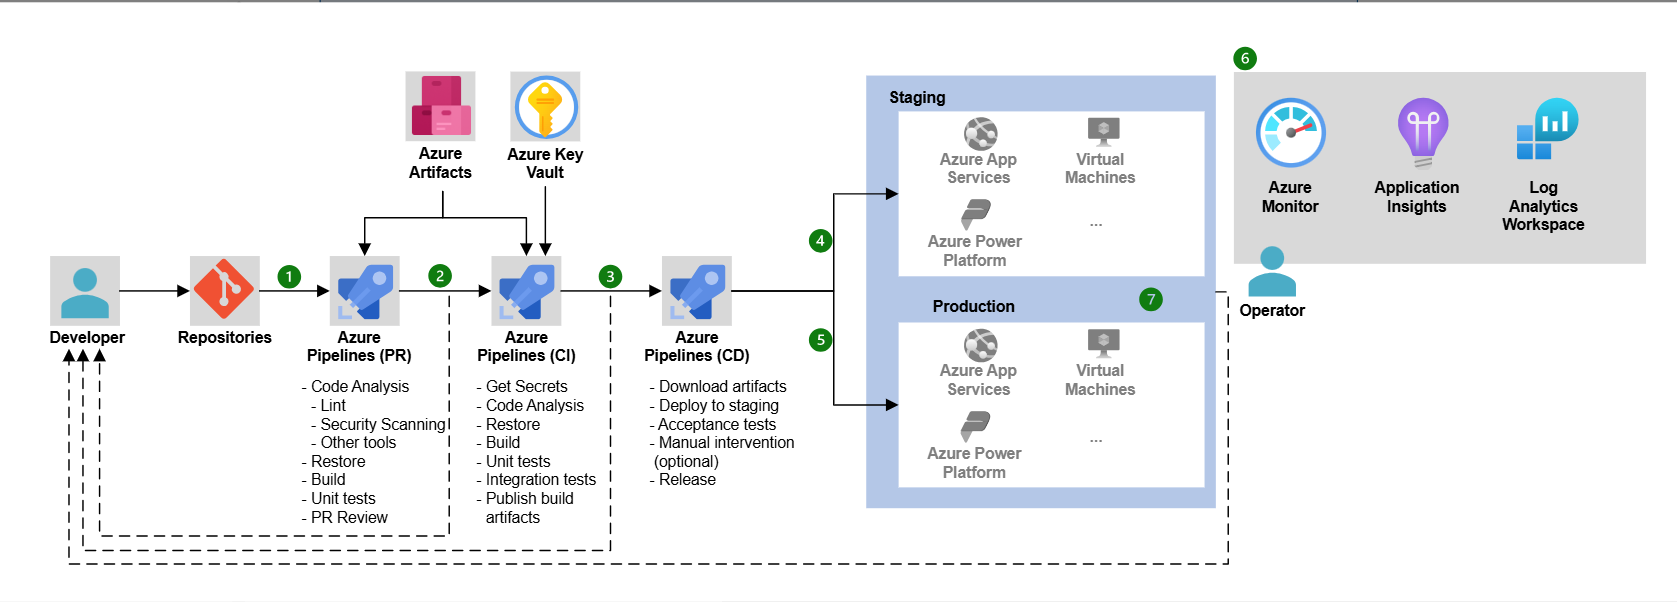 6
Staging
Azure
Artifacts
Azure Key
Vault
Azure App
Services
Virtual
Machines
Azure Power
Platform
...
Azure
Monitor
Application
Insights
Log
Analytics
Workspace
4
1
2
3
7
5
Developer
Repositories
Azure
Pipelines (PR)
- Code Analysis
- Lint
- Security Scanning
- Other tools
- Restore
- Build
- Unit tests
- PR Review
Azure
Pipelines (CI)
- Get Secrets
- Code Analysis
- Restore
- Build
- Unit tests
- Integration tests
- Publish build
artifacts
Azure
Pipelines (CD)
- Download artifacts
- Deploy to staging
- Acceptance tests
- Manual intervention
(optional)
- Release
Production
Azure App
Services
Virtual
Machines
Azure Power
Platform
...
Operator